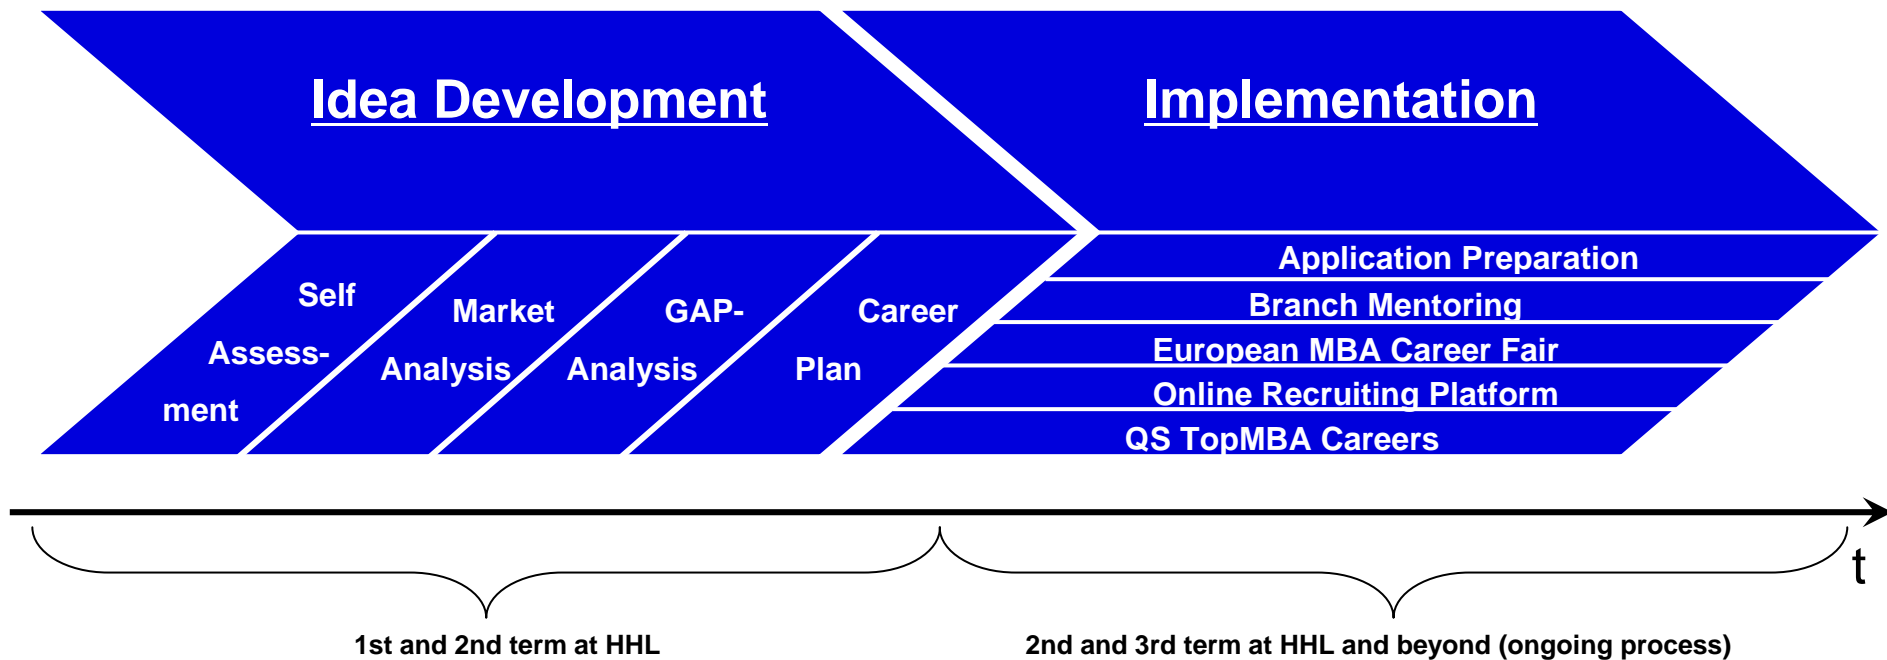 Idea Development
Implementation
Self
Assess-
ment
Market
Analysis
GAP-
Analysis
Career
Plan
Application Preparation
Branch Mentoring
European MBA Career Fair
Online Recruiting Platform
QS TopMBA Careers
t
1st and 2nd term at HHL
2nd and 3rd term at HHL and beyond (ongoing process)